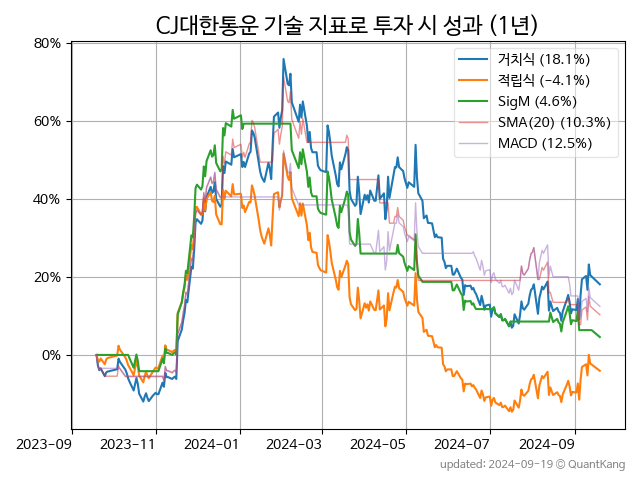 CJ대한통운 기술 지표로 투자 시 성과 (1년)
80%
60%
40%
20%
0%
거치식 (18.1%)
적립식 (−4.1%)
SigM (4.6%)
SMA(20) (10.3%)
MACD (12.5%)
2023-09
2023-11
2024-01
2024-03
2024-05
2024-07
2024-09
updated: 2024-09-19 © QuantKang